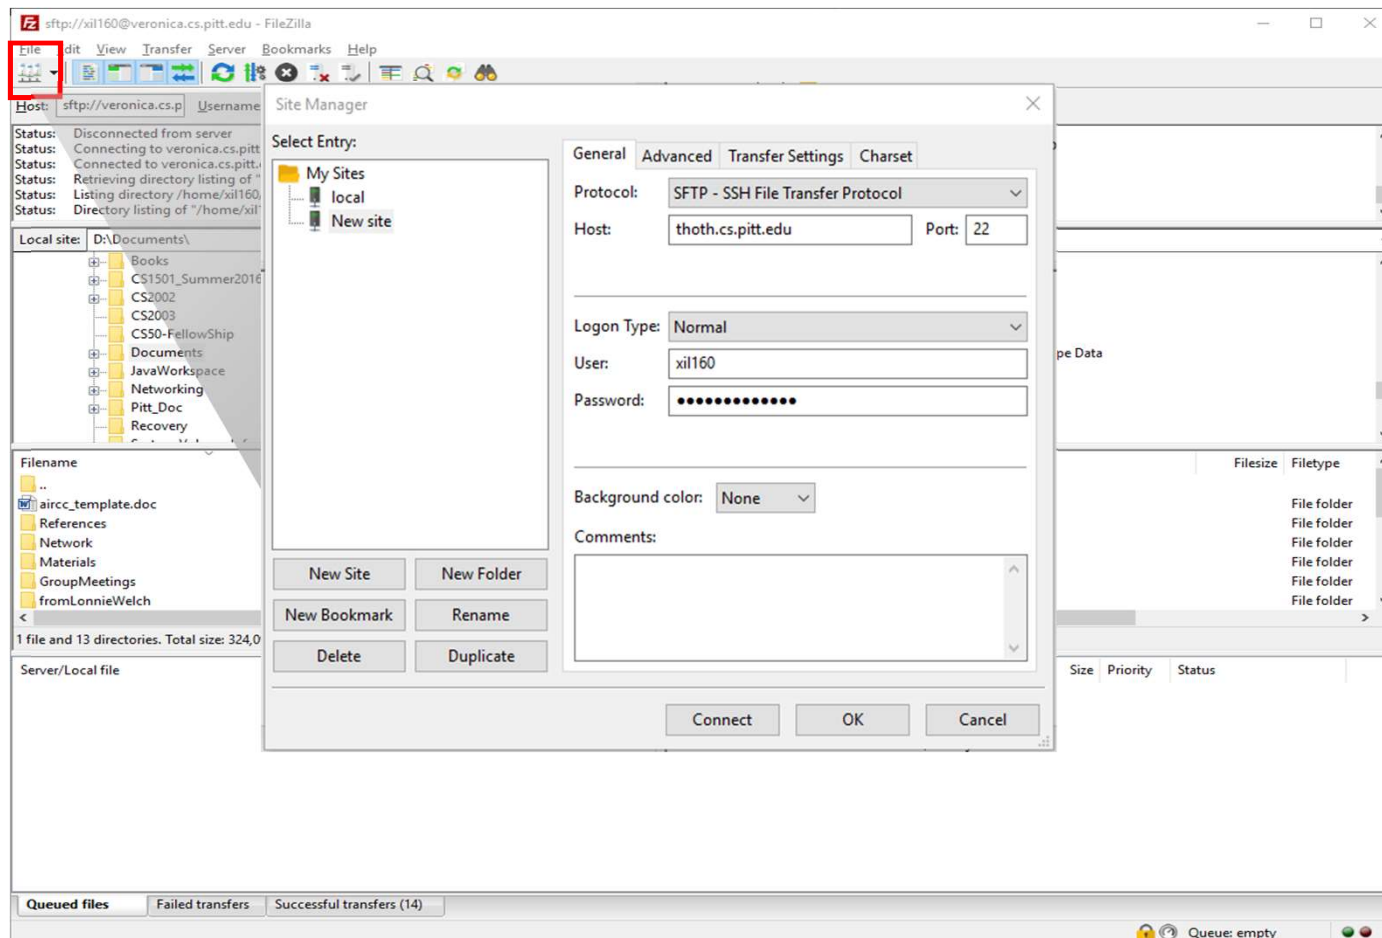 sftp://xil160@veronica.cs.pitt.edu - FileZilla
File dit View Transfer Server Bookmarks Help
Host: sftp://veronica.cs.p Username
Status: Disconnected from server
Status: Connecting to veronica.cs.pitt
Status: Connected to veronica.cs.pitt.
Status: Retrieving directory listing of "
Status: Listing directory /home/xil160/
Status: Directory listing of "/home/xil
Local site: D:\Documents\
Books
CS1501_Summer2016
CS2002
CS2003
CS50-FellowShip
Documents
JavaWorkspace
Networking
Pitt_Doc
Recovery
Filename
..
aircc_template.doc
References
Network
Materials
GroupMeetings
fromLonnieWelch
1 file and 13 directories. Total size: 324,0
Server/Local file
Site Manager
Select Entry:
My Sites
local
New site
New Site New Folder
New Bookmark Rename
Delete Duplicate
General Advanced Transfer Settings Charset
Protocol: SFTP - SSH File Transfer Protocol
Host: thoth.cs.pitt.edu Port: 22
Logon Type: Normal
User: xil160
Password: •••••••••••••
Background color: None
Comments:
Connect OK Cancel
pe Data
Filesize Filetype
File folder
File folder
File folder
File folder
File folder
File folder
Size Priority Status
Queued files Failed transfers Successful transfers (14)
Queue: empty